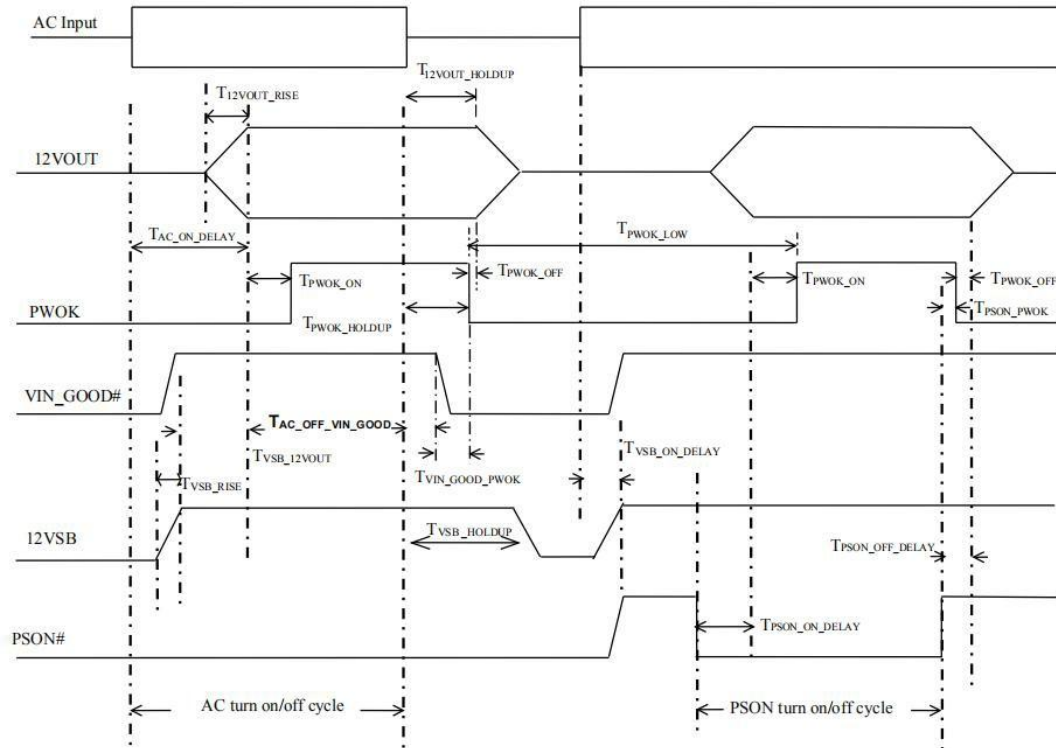 AC Input
T12VOUT_HOLDUP
T12VOUT_RISE
12VOUT
TAC_ON_DELAY
TPWOK_LOW
TPWOK_ON
TPWOK_OFF
TPWOK_ON
TPWOK_OFF
PWOK
TPWOK_HOLDUP
TPSON_PWOK
VIN_GOOD#
TAC_OFF_VIN_GOOD
TVSB_12VOUT
TVSB_ON_DELAY
TVSB_RISE
TVIN_GOOD_PWOK
12VSB
TVSB_HOLDUP
TPSON_OFF_DELAY
PSON#
TPSON_ON_DELAY
AC turn on/off cycle
PSON turn on/off cycle